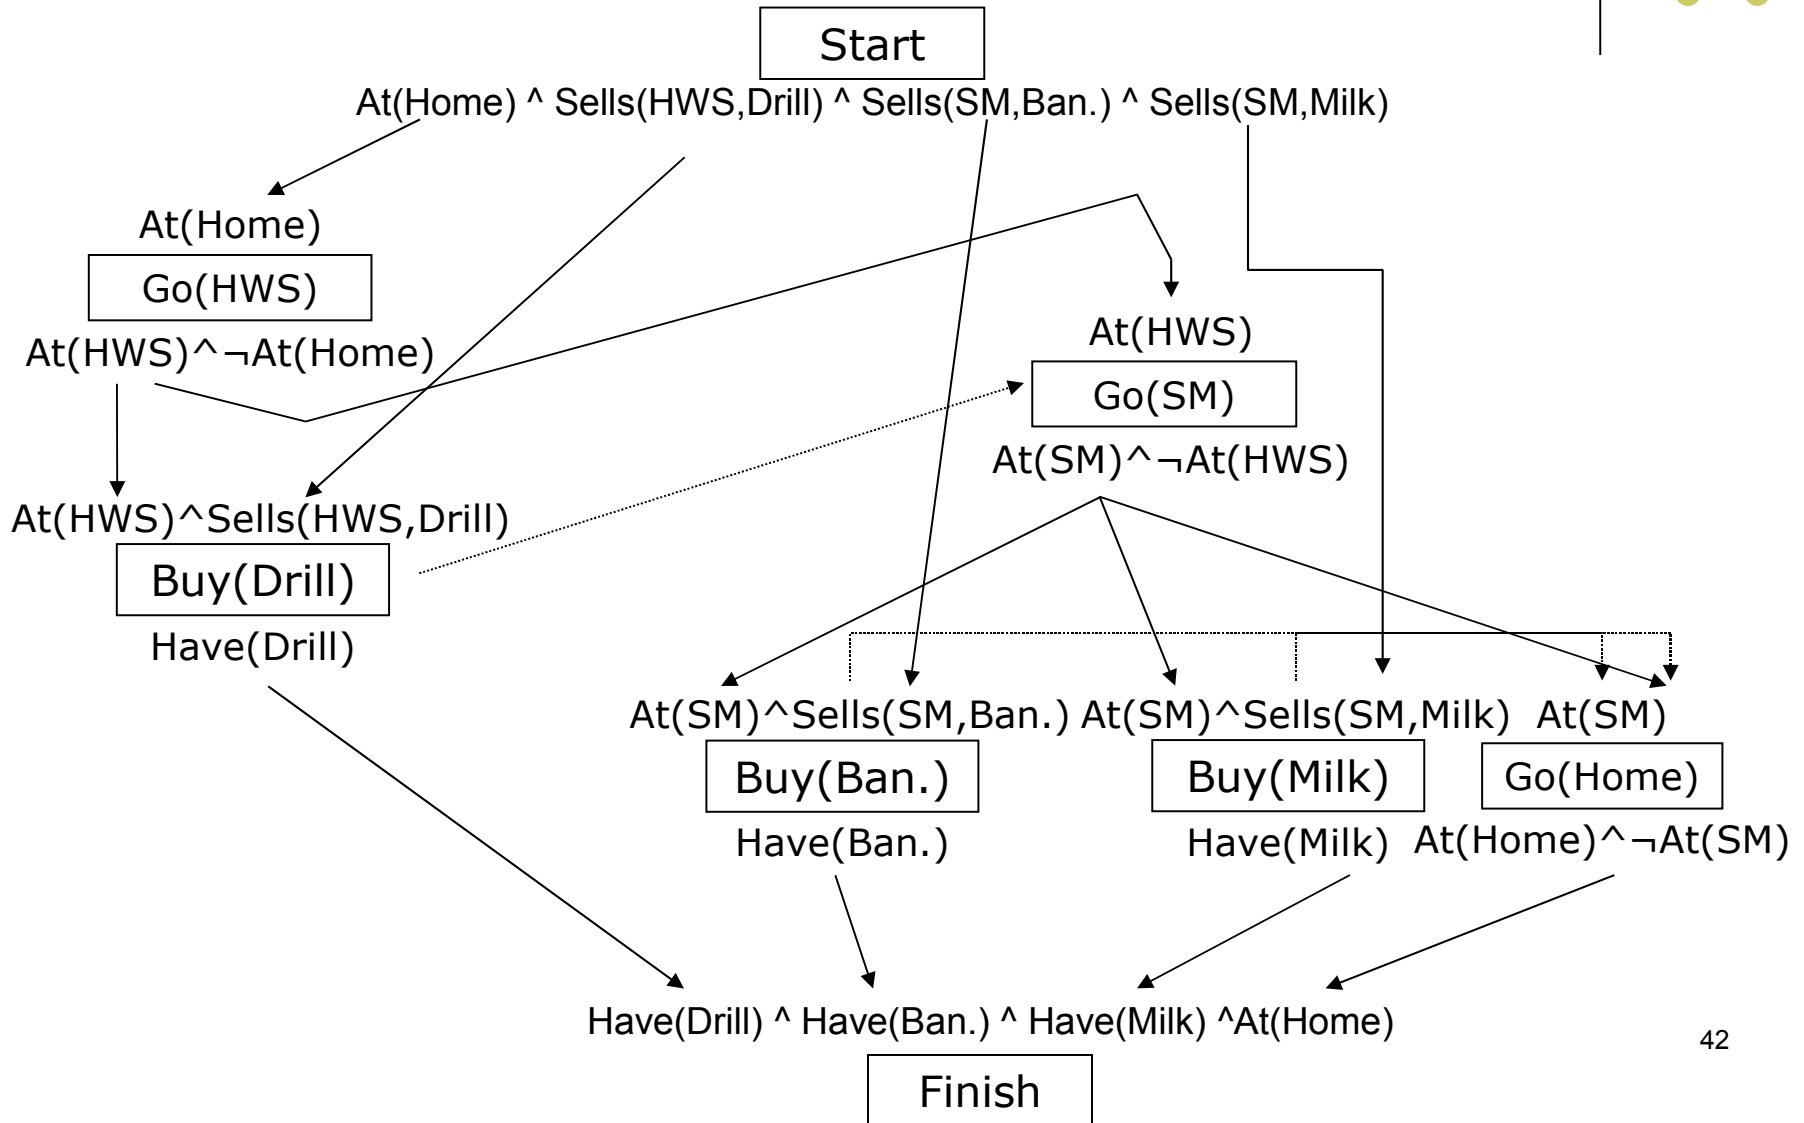 Start
At(Home) ^ Sells(HWS,Drill) ^ Sells(SM,Ban.) ^ Sells(SM,Milk)
At(Home)
Go(HWS)
At(HWS)^¬At(Home)
At(HWS)
Go(SM)
At(SM)^¬At(HWS)
At(HWS)^Sells(HWS,Drill)
Buy(Drill)
Have(Drill)
At(SM)^Sells(SM,Ban.)
Buy(Ban.)
Have(Ban.)
At(SM)^Sells(SM,Milk)
Buy(Milk)
Have(Milk)
At(SM)
Go(Home)
At(Home)^¬At(SM)
Have(Drill) ^ Have(Ban.) ^ Have(Milk) ^At(Home)
Finish
42